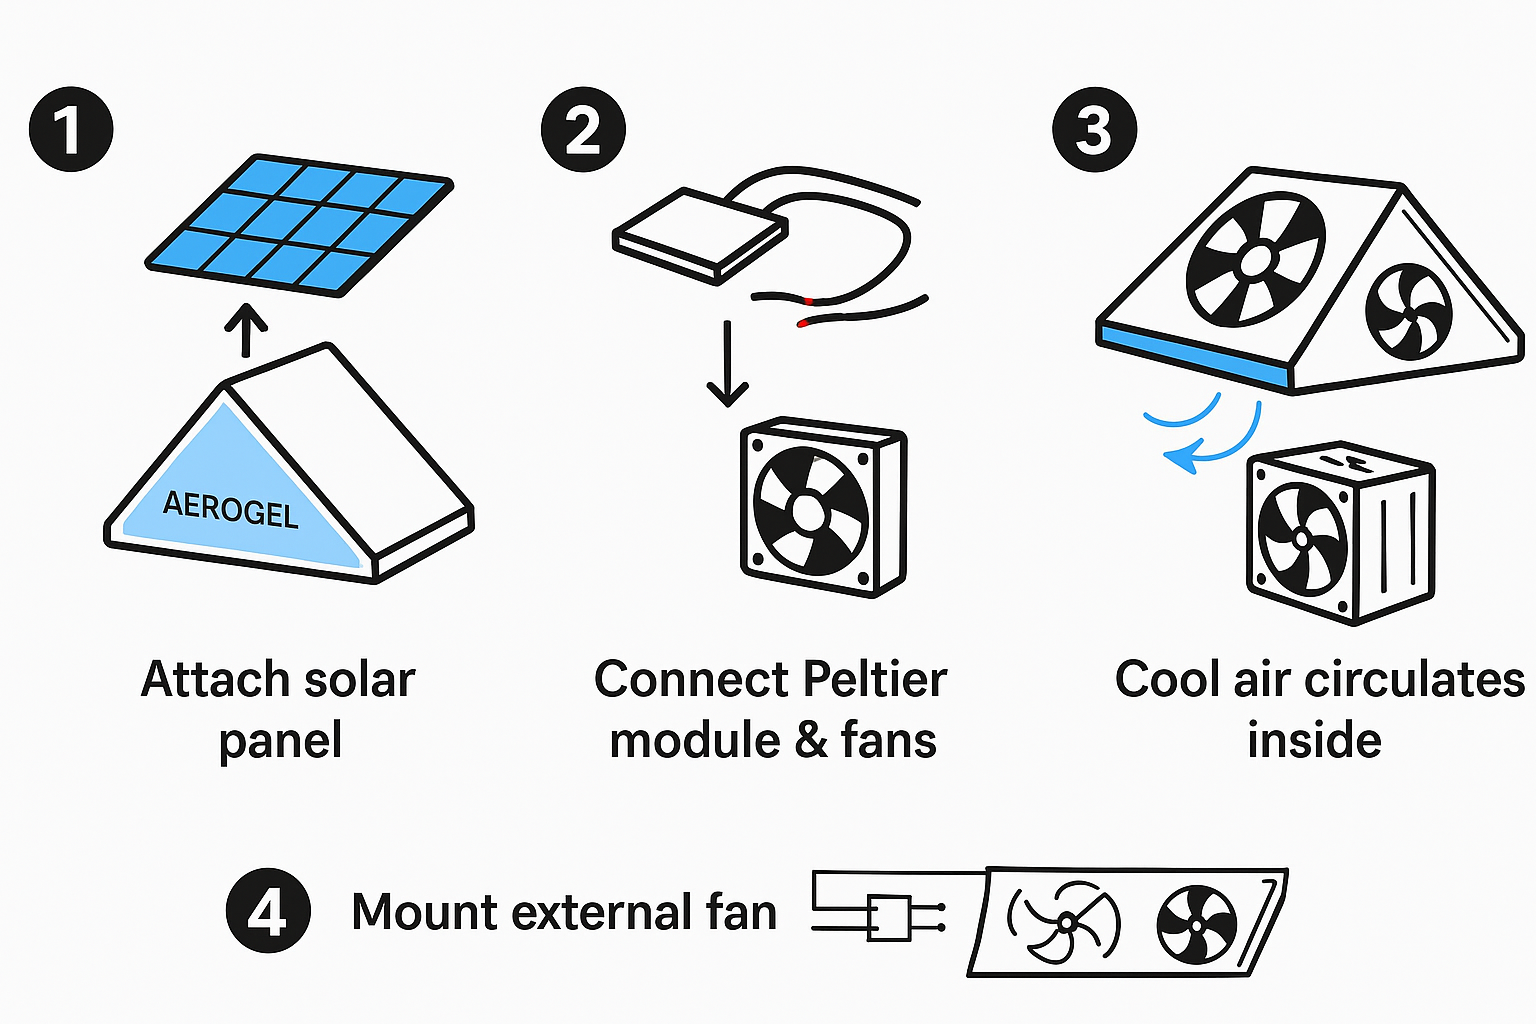 1
2
3
AEROGEL
Attach solar
panel
Connect Peltier
module & fans
Cool air circulates
inside
4 Mount external fan